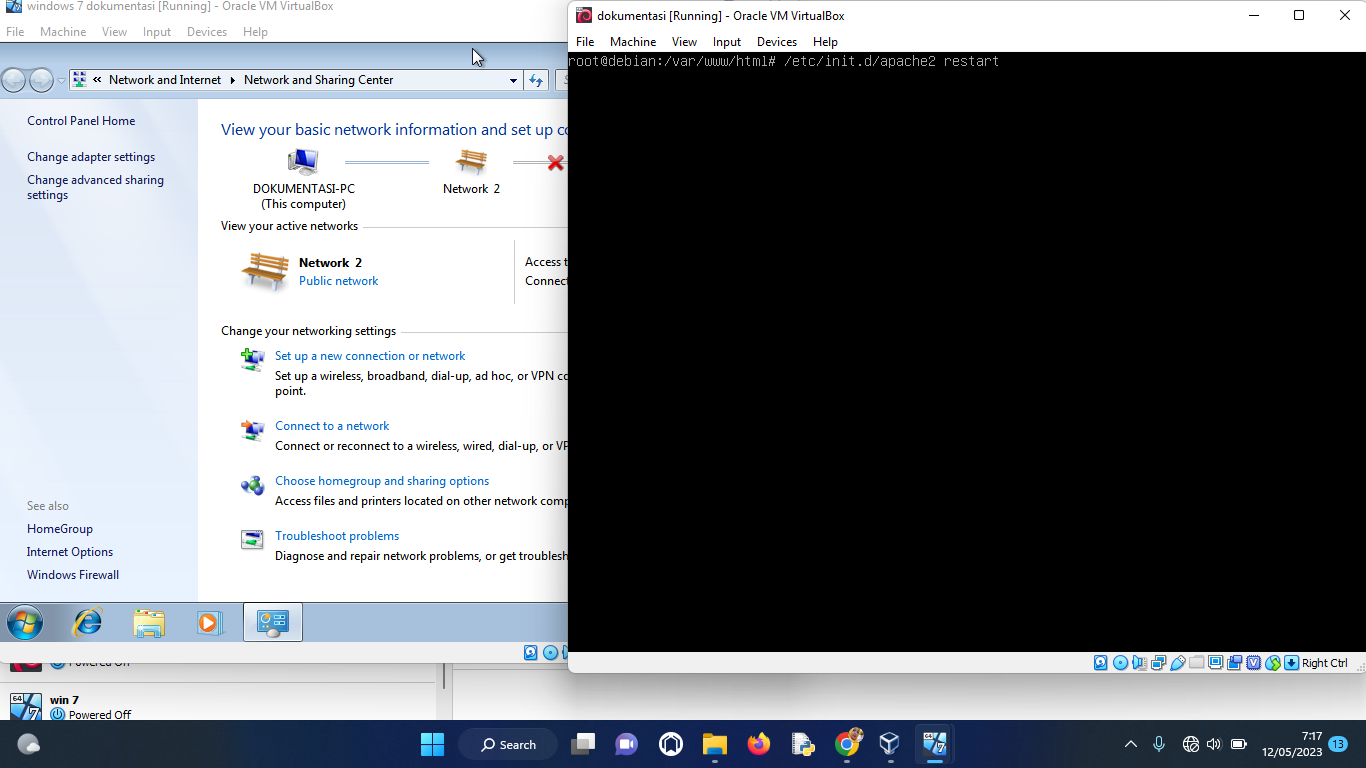 windows 7 dokumentasi [Running] - Oracle VM VirtualBox
File Machine View Input Devices Help
Network and Internet Network and Sharing Center
Control Panel Home
Change adapter settings
Change advanced sharing
settings
See also
HomeGroup
Internet Options
Windows Firewall
View your basic network information and set up
DOKUMENTASI-PC
(This computer)
Network 2
View your active networks
Network 2
Public network
Access
Connec
Change your networking settings
Set up a new connection or network
Set up a wireless, broadband, dial-up, ad hoc, or VPN
point.
Connect to a network
Connect or reconnect to a wireless, wired, dial-up, or
Choose homegroup and sharing options
Access files and printers located on other network
Troubleshoot problems
Diagnose and repair network problems, or get
dokumentasi [Running] - Oracle VM VirtualBox
File Machine View Input Devices Help
root@debian:/var/www/html# /etc/init.d/apache2 restart
Right Ctrl
Powered Off
64 7
win 7
Powered Off
Search
64 7
7:17
12/05/2023
13